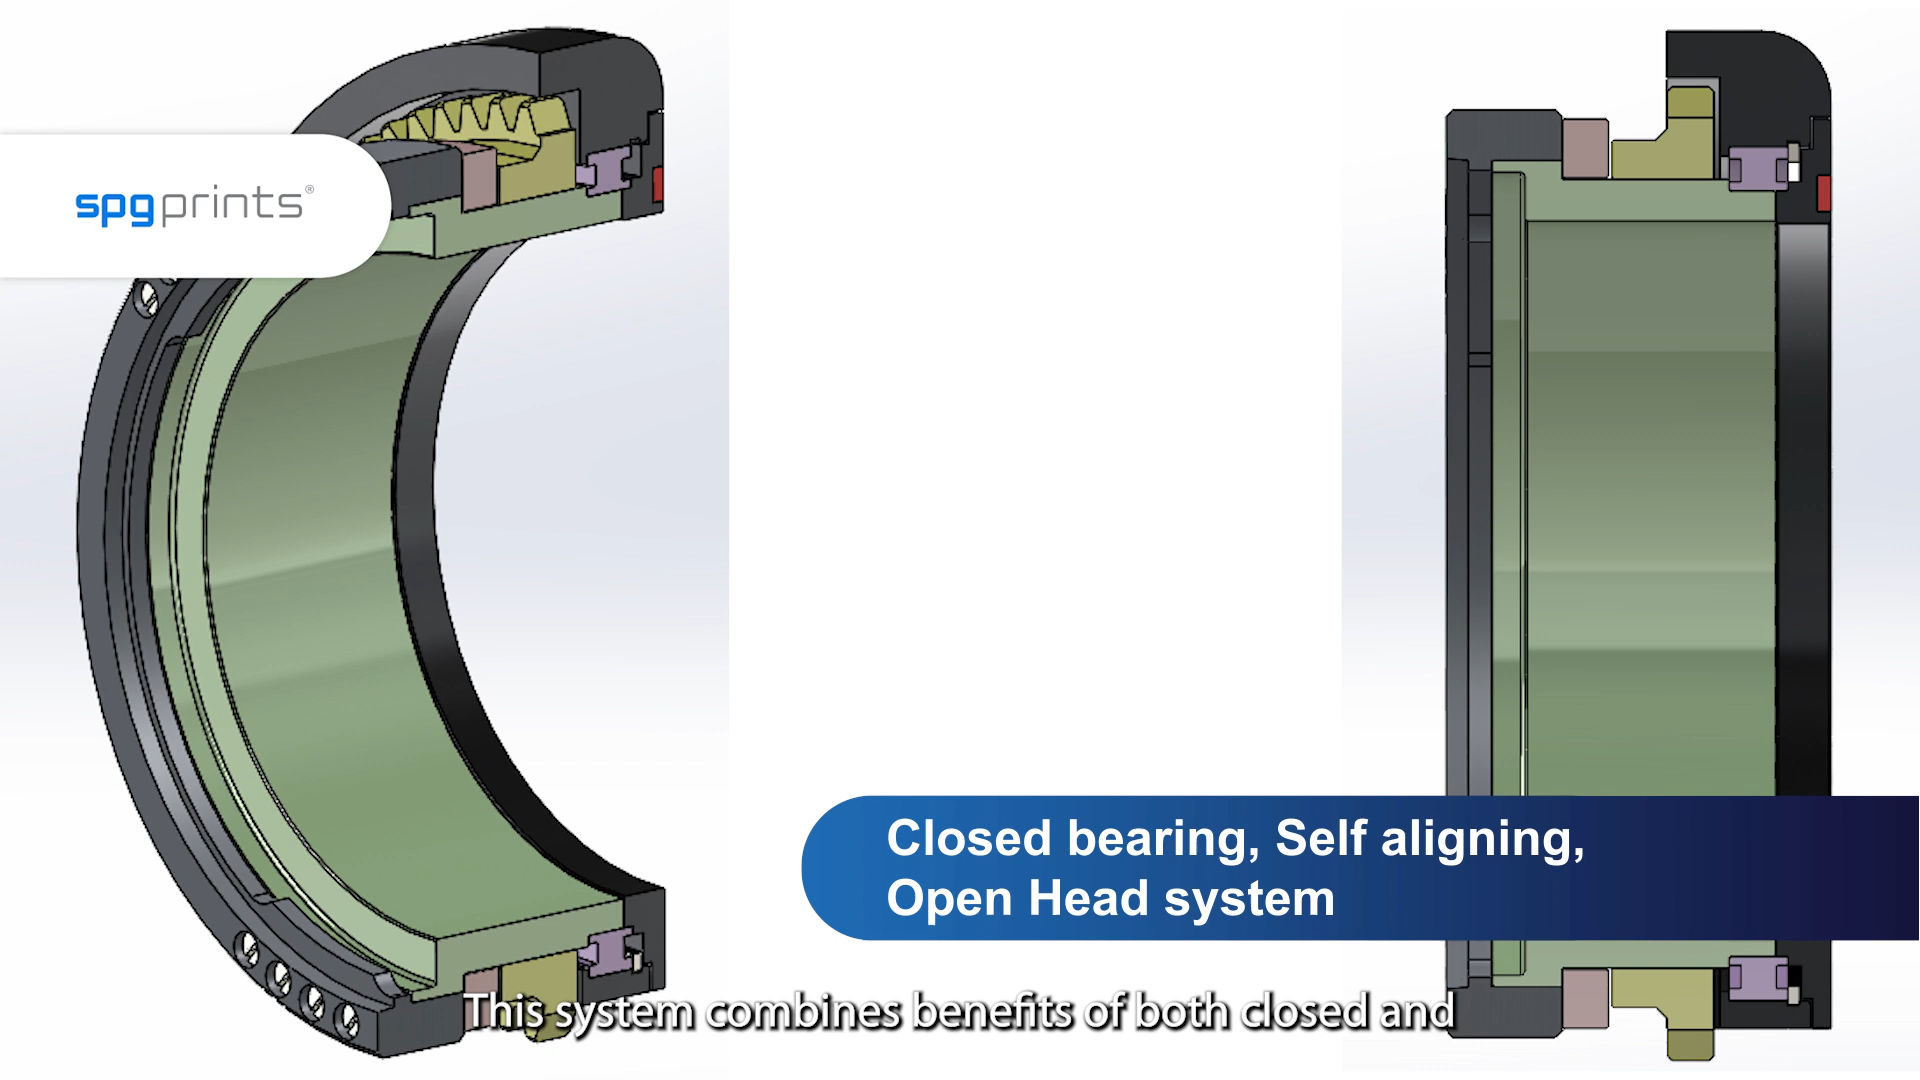 spgprints®
Closed bearing, Self aligning,
Open Head system
This system combines benefits of both closed and